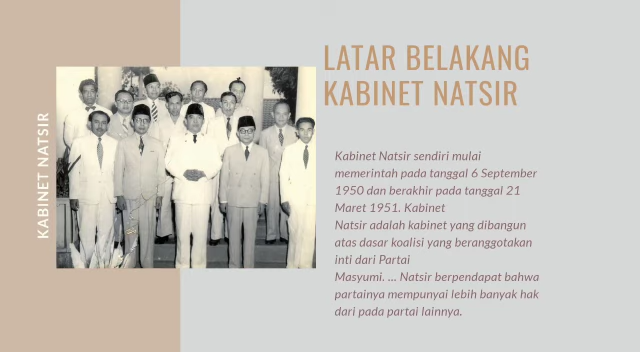 KABINET NATSIR
LATAR BELAKANG
KABINET NATSIR
Kabinet Natsir sendiri mulai
memerintah pada tanggal 6 September
1950 dan berakhir pada tanggal 21
Maret 1951. Kabinet
Natsir adalah kabinet yang dibangun
atas dasar koalisi yang beranggotakan
inti dari Partai
Masyumi. ... Natsir berpendapat bahwa
partainya mempunyai lebih banyak hak
dari pada partai lainnya.